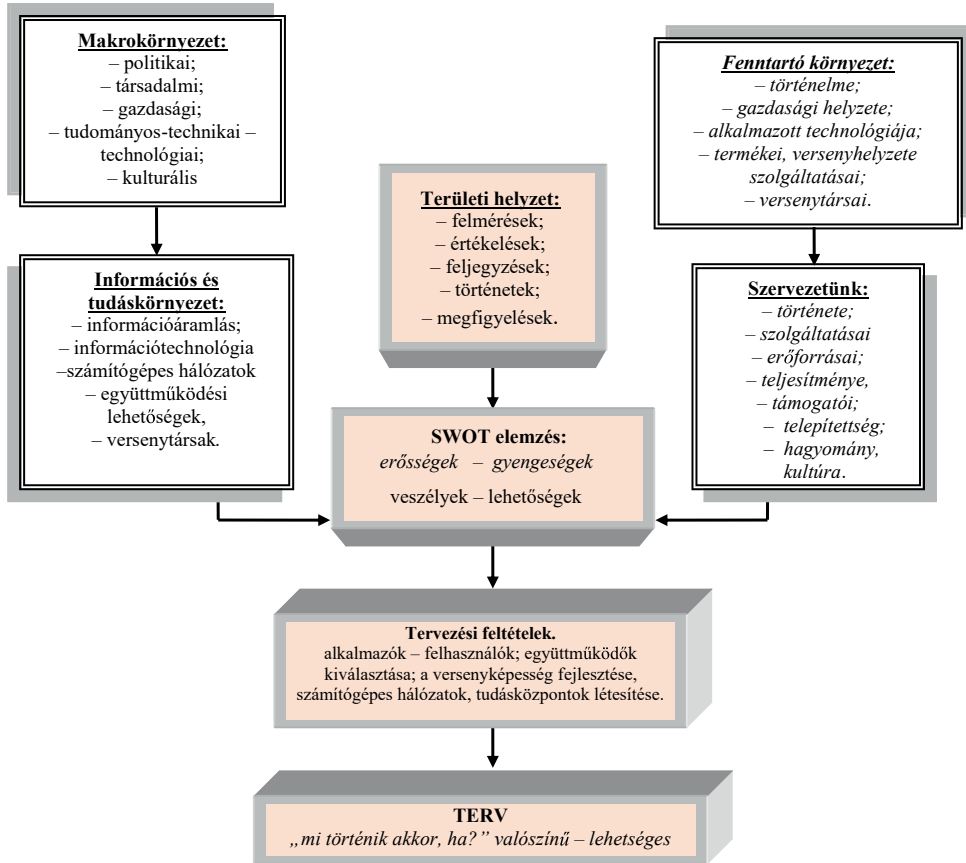 Makrokörnyezet:
– politikai;
– társadalmi;
– gazdasági;
– tudományos-technikai –
technológiai;
– kulturális
Fenntartó környezet:
– történelme;
– gazdasági helyzete;
– alkalmazott technológiája;
– termékei, versenyhelyzete
szolgáltatásai;
– versenytársai.
Területi helyzet:
– felmérések;
– értékelések;
– feljegyzések;
– történetek;
– megfigyelések.
Információs és
tudáskörnyezet:
– információáramlás;
– információtechnológia
–számítógépes hálózatok
– együttműködési
lehetőségek,
– versenytársak.
Szervezetünk:
– története;
– szolgáltatásai
– erőforrásai;
– teljesítménye,
– támogatói;
– telepítettség;
– hagyomány,
kultúra.
SWOT elemzés:
erősségek – gyengeségek
veszélyek – lehetőségek
Tervezési feltételek.
alkalmazók – felhasználók; együttműködők
kiválasztása; a versenyképesség fejlesztése,
számítógépes hálózatok, tudásközpontok létesítése.
TERV
„mi történik akkor, ha?” valószínű – lehetséges